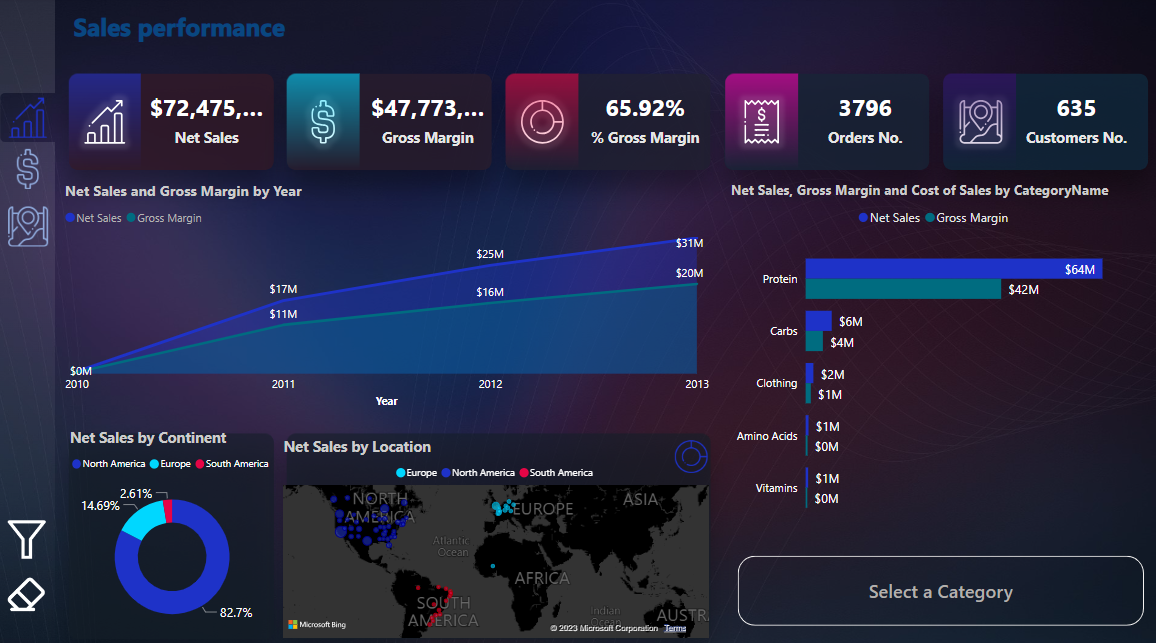 Sales performance
$72,475,...
Net Sales
$47,773,...
Gross Margin
65.92%
% Gross Margin
3796
Orders No.
635
Customers No.
Net Sales and Gross Margin by Year
Net Sales Gross Margin
$31M
$25M
$20M
$17M
$16M
$11M
$0M
2010 2011 2012 2013
Year
Net Sales, Gross Margin and Cost of Sales by CategoryName
Net Sales Gross Margin
Protein
$64M
$42M
Carbs
$6M
$4M
Clothing
$2M
$1M
Amino Acids
$1M
$0M
Vitamins
$1M
$0M
Net Sales by Continent
North America Europe South America
2.61%
14.69%
82.7%
Net Sales by Location
Europe North America South America
NORTH
AMERICA
EUROPE
ASIA
Atlantic
Ocean
AFRICA
SOUTH
AMERICA
Indian
Ocean
AUSTR
Microsoft Bing
© 2023 Microsoft Corporation Terms
Select a Category